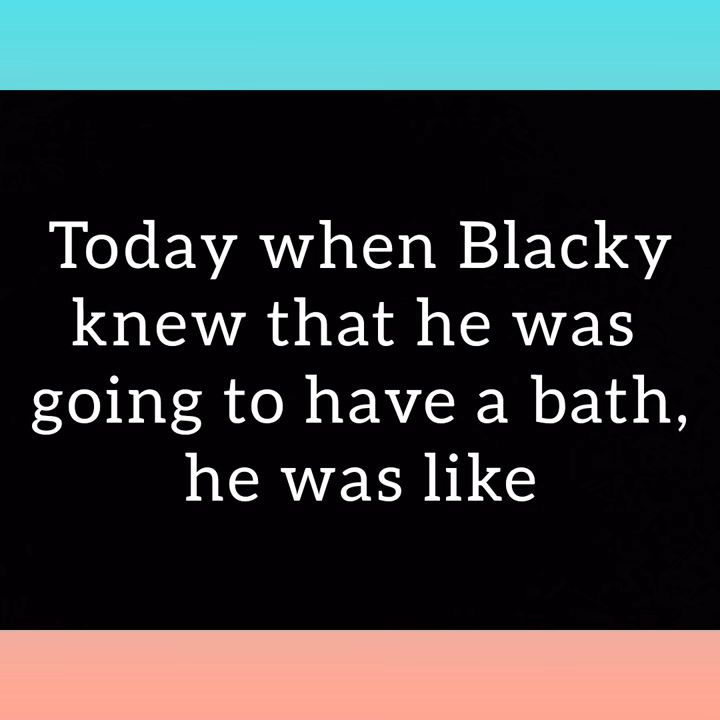 Today when Blacky
knew that he was
going to have a bath,
he was like